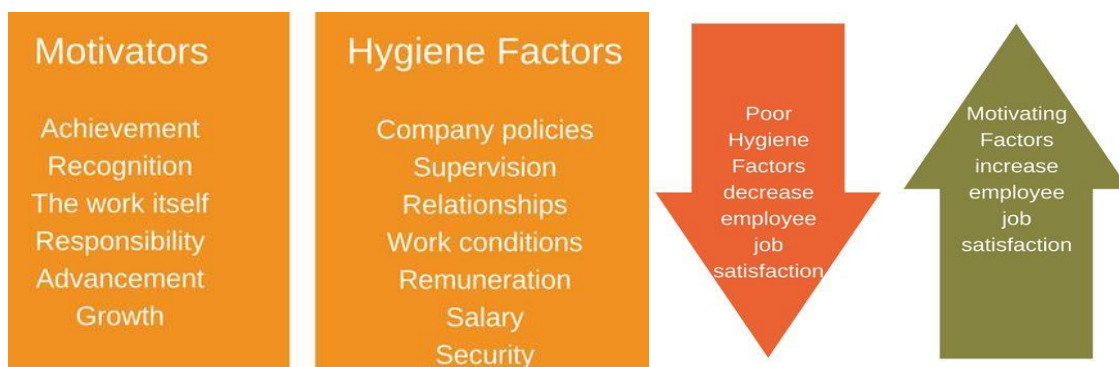 Motivators
Achievement
Recognition
The work itself
Responsibility
Advancement
Growth
Hygiene Factors
Company policies
Supervision
Relationships
Work conditions
Remuneration
Salary
Security
Poor
Hygiene
Factors
decrease
employee
job
satisfaction
Motivating
Factors
increase
employee
job
satisfaction